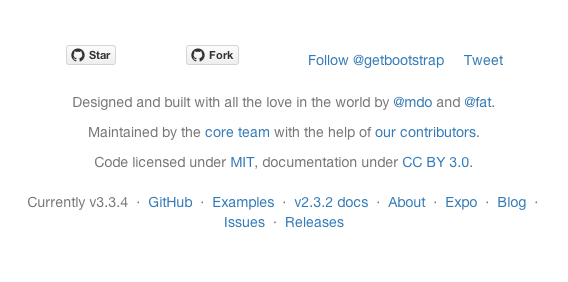 Star Fork Follow @getbootstrap Tweet
Designed and built with all the love in the world by @mdo and @fat.
Maintained by the core team with the help of our contributors.
Code licensed under MIT, documentation under CC BY 3.0.
Currently v3.3.4 · GitHub · Examples · v2.3.2 docs · About · Expo · Blog ·
Issues · Releases